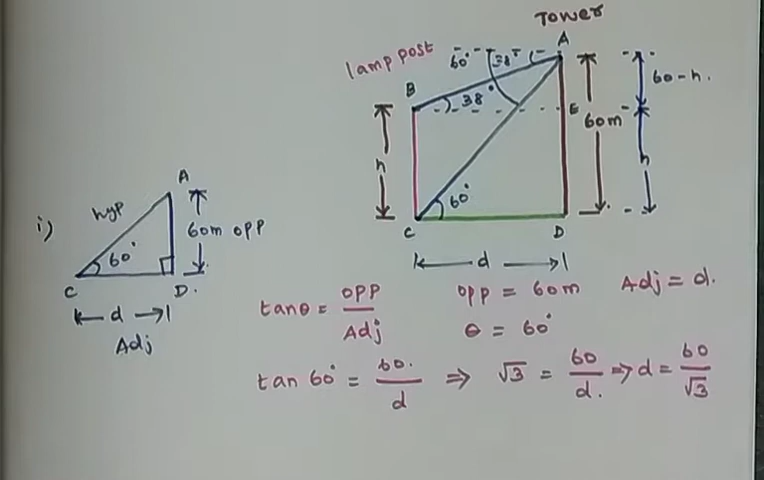 Tower
lamp post
A
60° 38°
60-h.
B
38°
E
60m
h
h
60°
C
D
d
i)
A
hyp
60m opp
60°
C
D.
d
Adj
tanθ = opp/Adj
opp = 60m
Adj = d.
θ = 60°
tan 60° = 60./d ⇒ √3 = 60/d. ⇒ d = 60/√3